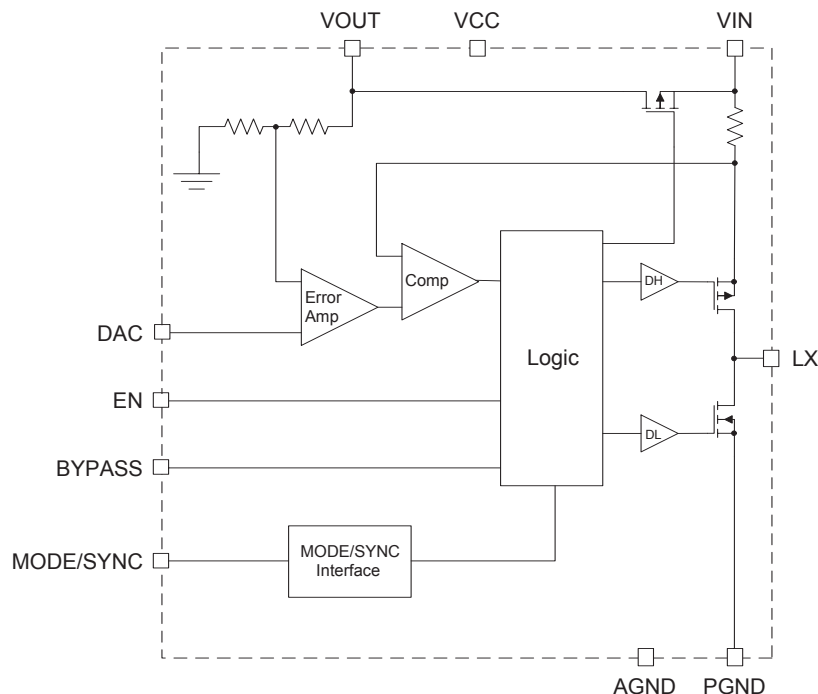 VOUT
VCC
VIN
Error
Amp
Comp
DH
DAC
Logic
LX
EN
DL
BYPASS
MODE/SYNC
MODE/SYNC
Interface
AGND
PGND